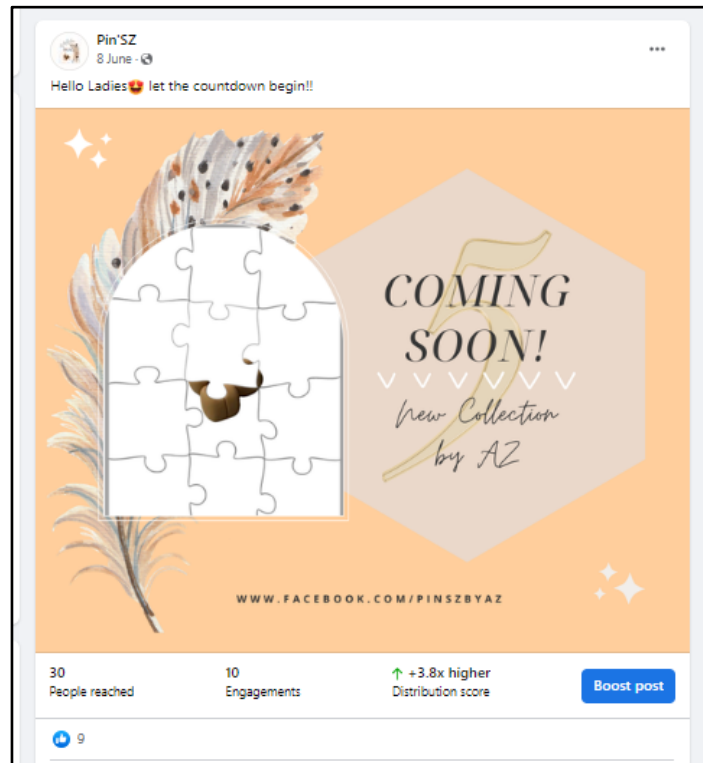 Pin'SZ
8 June ·
Hello Ladies😍 let the countdown begin!!
5
COMING
SOON!
New Collection
by AZ
WWW.FACEBOOK.COM/PINSZBYAZ
30
People reached
10
Engagements
↑ +3.8x higher
Distribution score
Boost post
9